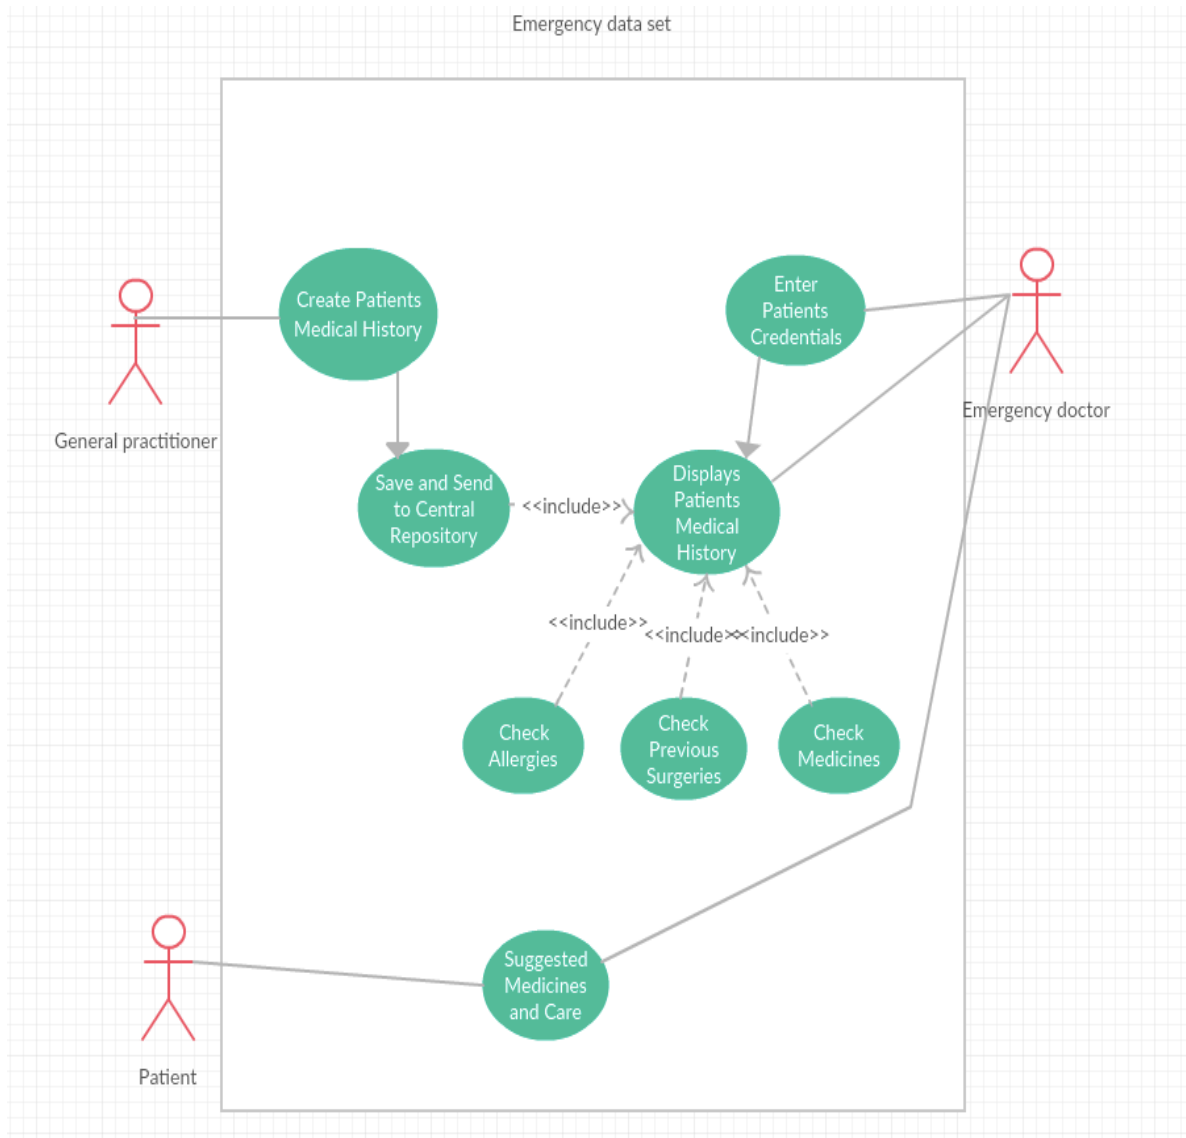 Emergency data set
Create Patients
Medical History
Enter
Patients
Credentials
General practitioner
Emergency doctor
Save and Send
to Central
Repository
<<include>>
Displays
Patients
Medical
History
<<include>>
<<include>>
<<include>>
Check
Allergies
Check
Previous
Surgeries
Check
Medicines
Suggested
Medicines
and Care
Patient